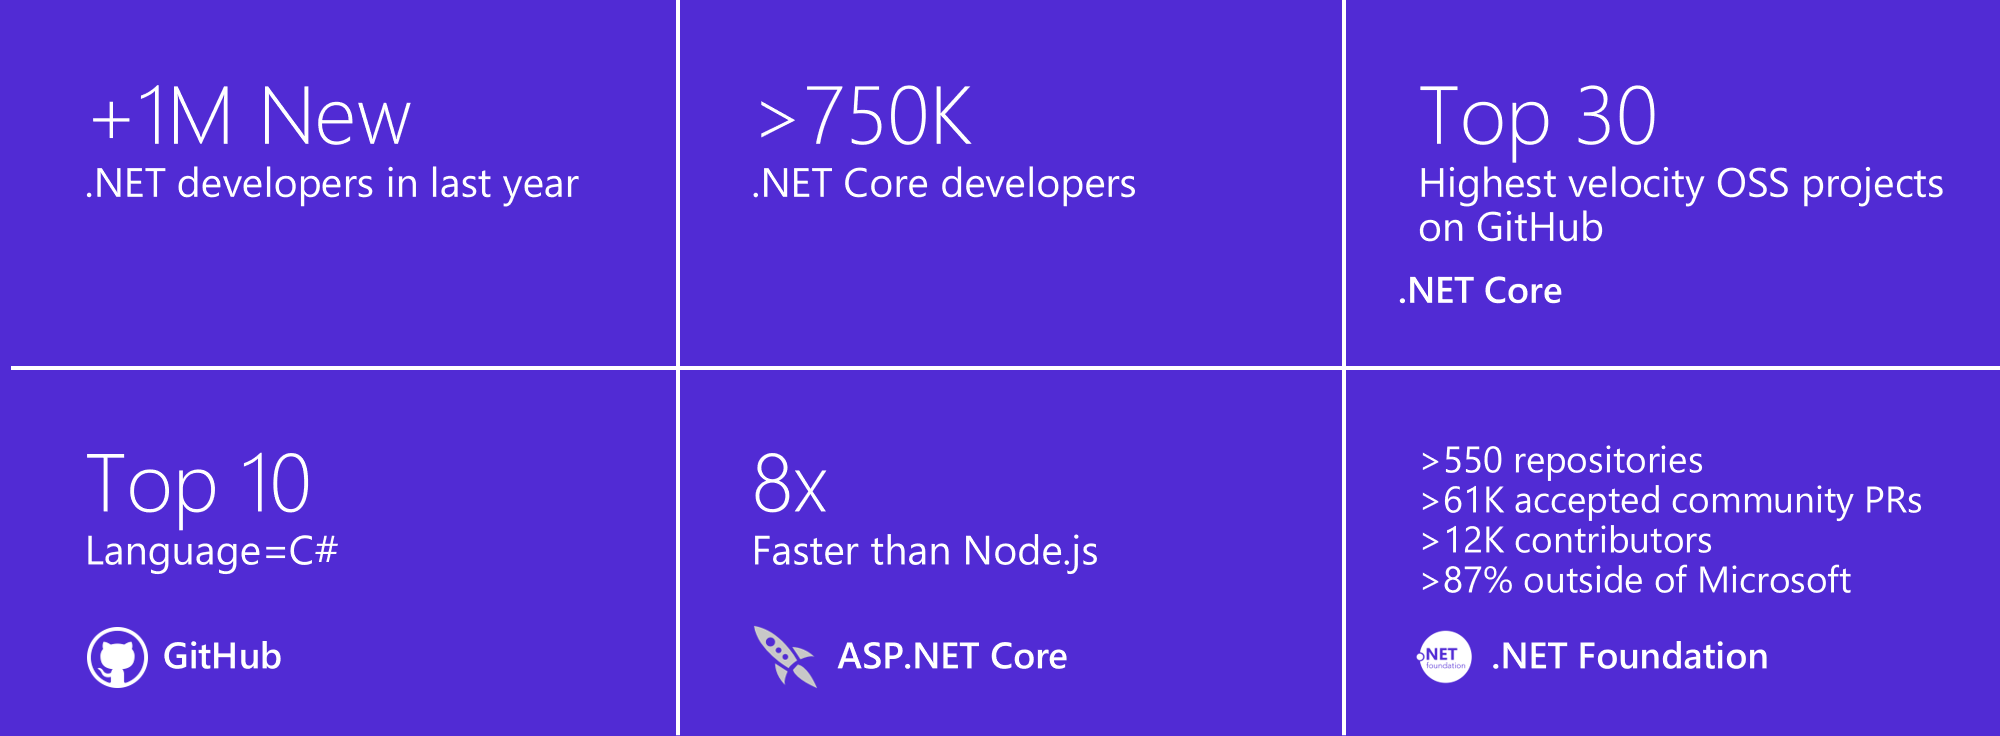 +1M New
.NET developers in last year
>750K
.NET Core developers
Top 30
Highest velocity OSS projects
on GitHub
.NET Core
Top 10
Language=C#
GitHub
8x
Faster than Node.js
ASP.NET Core
>550 repositories
>61K accepted community PRs
>12K contributors
>87% outside of Microsoft
.NET
foundation
.NET Foundation